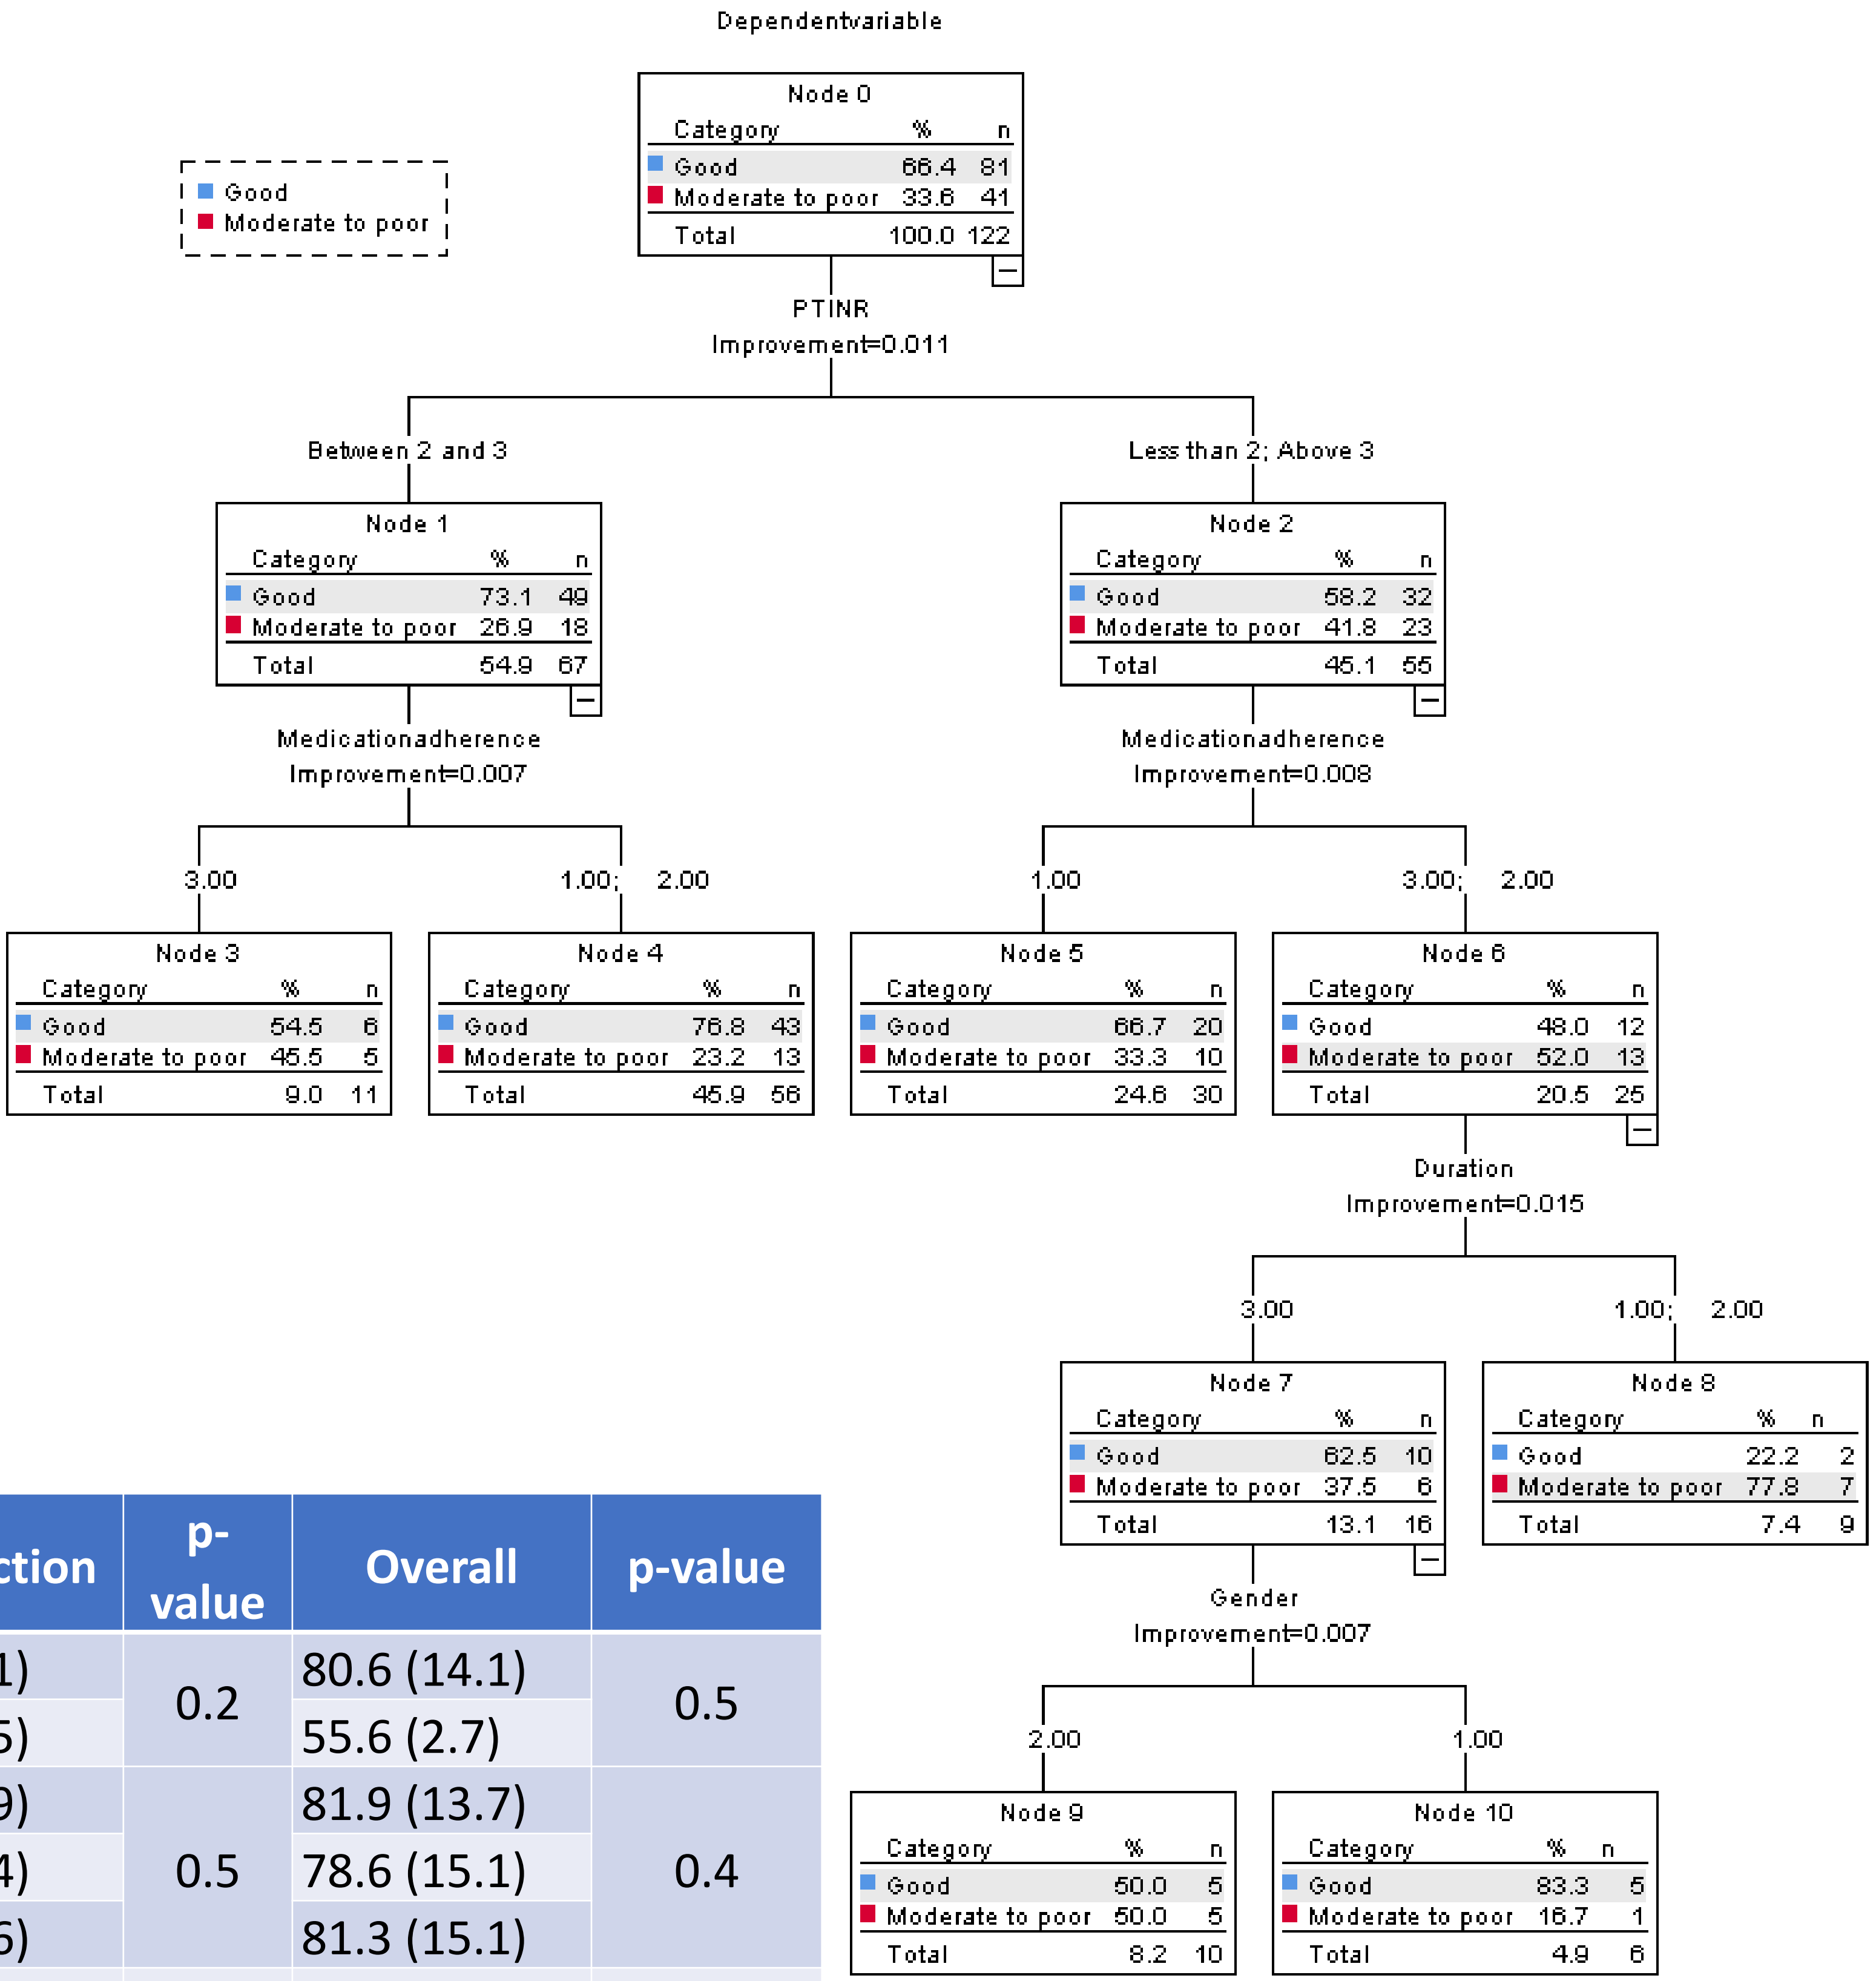 Dependentvariable
Node 0
Category % n
Good 66.4 81
Moderate to poor 33.6 41
Total 100.0 122
Good
Moderate to poor
PTINR
Improvement=0.011
Between 2 and 3
Less than 2; Above 3
Node 1
Category % n
Good 73.1 49
Moderate to poor 26.9 18
Total 54.9 67
Node 2
Category % n
Good 58.2 32
Moderate to poor 41.8 23
Total 45.1 55
Medicationadherence
Improvement=0.007
Medicationadherence
Improvement=0.008
3.00
1.00; 2.00
1.00
3.00; 2.00
Node 3
Category % n
Good 54.5 6
Moderate to poor 45.5 5
Total 9.0 11
Node 4
Category % n
Good 76.8 43
Moderate to poor 23.2 13
Total 45.9 56
Node 5
Category % n
Good 66.7 20
Moderate to poor 33.3 10
Total 24.6 30
Node 6
Category % n
Good 48.0 12
Moderate to poor 52.0 13
Total 20.5 25
Duration
Improvement=0.015
3.00
1.00; 2.00
Node 7
Category % n
Good 62.5 10
Moderate to poor 37.5 6
Total 13.1 16
Node 8
Category % n
Good 22.2 2
Moderate to poor 77.8 7
Total 7.4 9
Gender
Improvement=0.007
2.00
1.00
Node 9
Category % n
Good 50.0 5
Moderate to poor 50.0 5
Total 8.2 10
Node 10
Category % n
Good 83.3 5
Moderate to poor 16.7 1
Total 4.9 6
ction p-value Overall p-value
1) 0.2 80.6 (14.1) 0.5
5) 55.6 (2.7)
9) 0.5 81.9 (13.7) 0.4
4) 78.6 (15.1)
6) 81.3 (15.1)